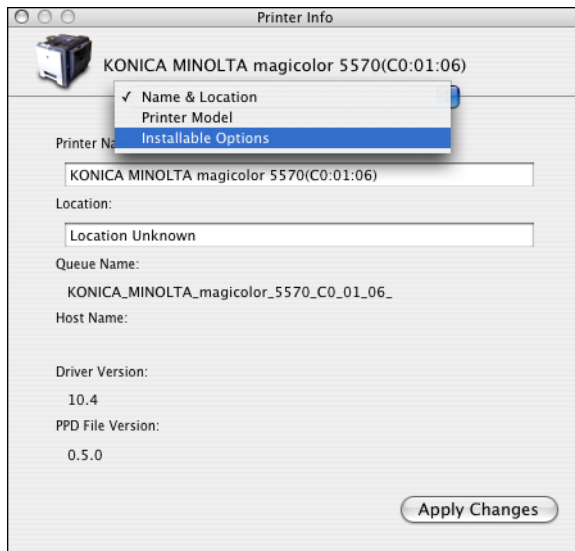 Printer Info
KONICA MINOLTA magicolor 5570(C0:01:06)
✓ Name & Location
Printer Model
Installable Options
Printer Na
KONICA MINOLTA magicolor 5570(C0:01:06)
Location:
Location Unknown
Queue Name:
KONICA_MINOLTA_magicolor_5570_C0_01_06_
Host Name:
Driver Version:
10.4
PPD File Version:
0.5.0
Apply Changes